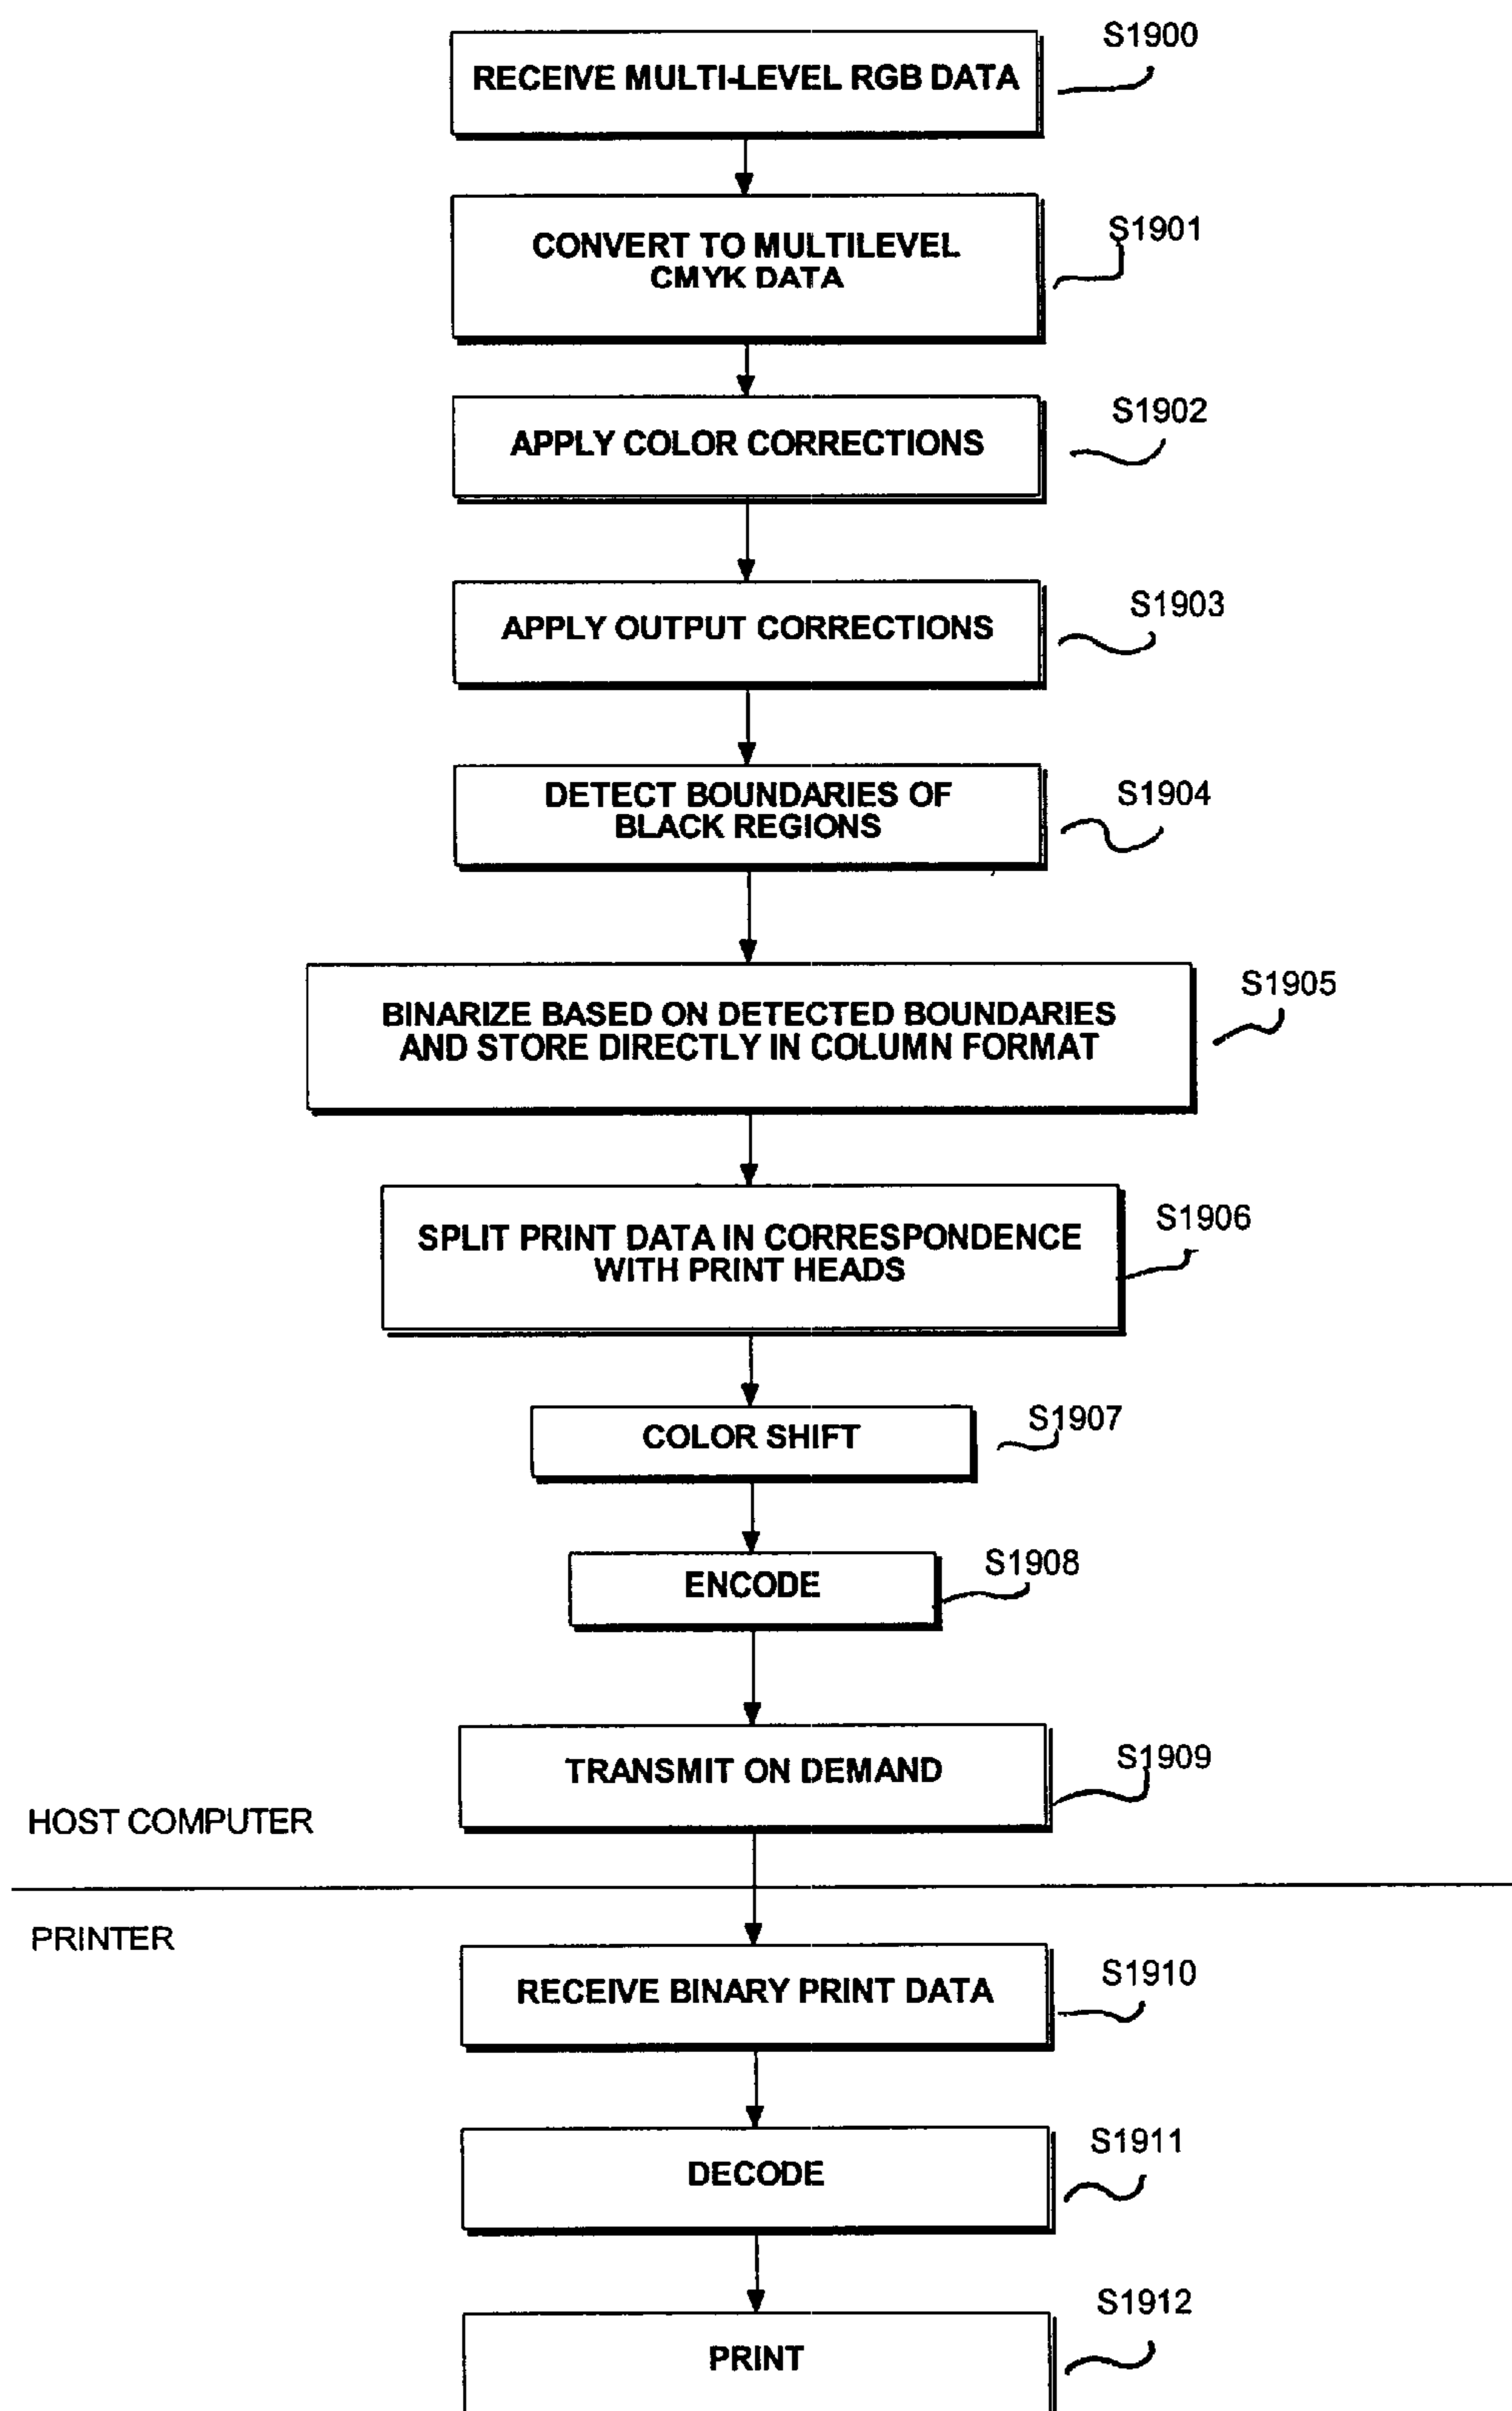 S1900
RECEIVE MULTI-LEVEL RGB DATA
S1901
CONVERT TO MULTILEVEL
CMYK DATA
S1902
APPLY COLOR CORRECTIONS
S1903
APPLY OUTPUT CORRECTIONS
S1904
DETECT BOUNDARIES OF
BLACK REGIONS
S1905
BINARIZE BASED ON DETECTED BOUNDARIES
AND STORE DIRECTLY IN COLUMN FORMAT
S1906
SPLIT PRINT DATA IN CORRESPONDENCE
WITH PRINT HEADS
S1907
COLOR SHIFT
S1908
ENCODE
S1909
TRANSMIT ON DEMAND
HOST COMPUTER
PRINTER
S1910
RECEIVE BINARY PRINT DATA
S1911
DECODE
S1912
PRINT